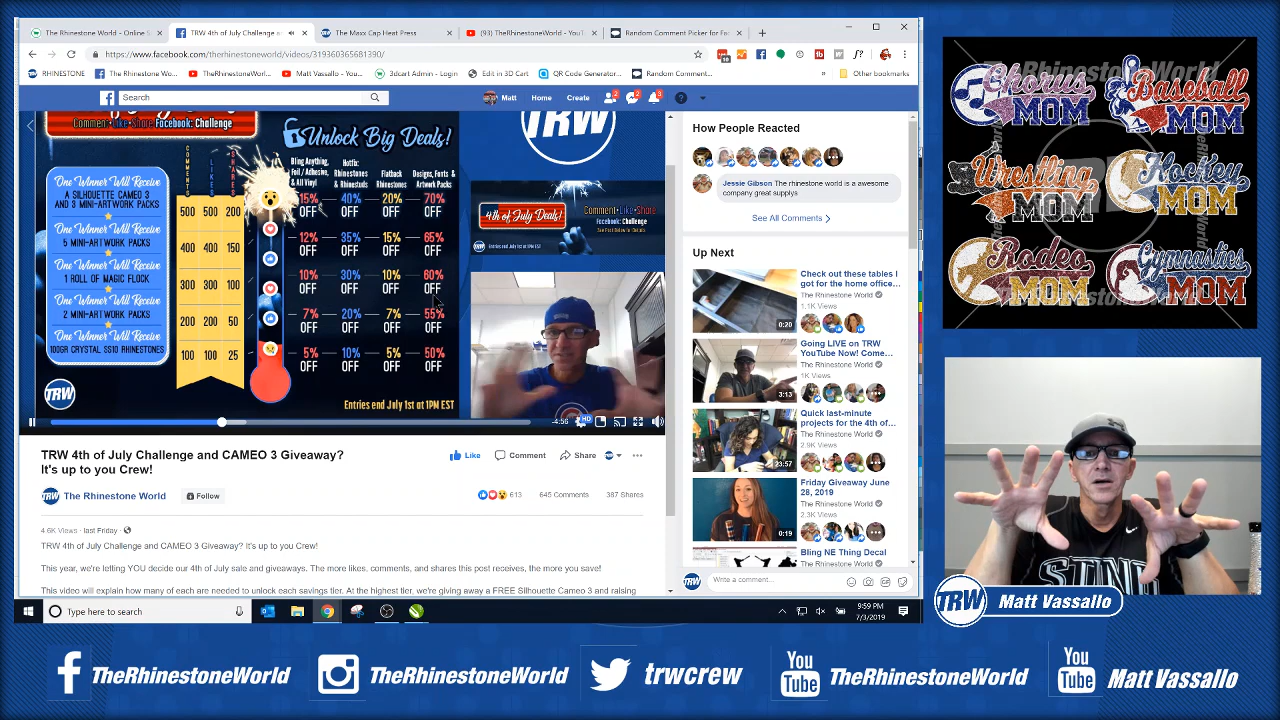 The Rhinestone World - Online S
TRW 4th of July Challenge a
The Maxx Cap Heat Press
(93) TheRhinestoneWorld - YouT
Random Comment Picker for Fac
https://www.facebook.com/therhinestoneworld/videos/319360365681390/
RHINESTONE
The Rhinestone Wo...
TheRhinestoneWorl...
Matt Vassallo - You...
3dcart Admin - Login
Edit in 3D Cart
QR Code Generator...
Random Comment...
Other bookmarks
Search
Matt
Home
Create
Comment•Like•Share Facebook: Challenge
Unlock Big Deals!
TRW
COMMENTS
LIKES
SHARES
Bling Anything, Foil / Adhesive, & All Vinyl
Hotfix: Rhinestones & Rhinestuds
Flatback Rhinestones
Designs, Fonts & Artwork Packs
One Winner Will Receive
A SILHOUETTE CAMEO 3
AND 3 MINI-ARTWORK PACKS
One Winner Will Receive
5 MINI-ARTWORK PACKS
One Winner Will Receive
1 ROLL OF MAGIC FLOCK
One Winner Will Receive
2 MINI-ARTWORK PACKS
One Winner Will Receive
100GR CRYSTAL SS10 RHINESTONES
500 500 200
15% OFF 40% OFF 20% OFF 70% OFF
400 400 150
12% OFF 35% OFF 15% OFF 65% OFF
300 300 100
10% OFF 30% OFF 10% OFF 60% OFF
200 200 50
7% OFF 20% OFF 7% OFF 55% OFF
100 100 25
5% OFF 10% OFF 5% OFF 50% OFF
TRW
Entries end July 1st at 1PM EST
4th of July Deals!
Comment•Like•Share
Facebook: Challenge
See Post Below for Details
-4:56
HD
TRW 4th of July Challenge and CAMEO 3 Giveaway?
It's up to you Crew!
Like
Comment
Share
The Rhinestone World
Follow
613
645 Comments
387 Shares
4.6K Views · last Friday ·
TRW 4th of July Challenge and CAMEO 3 Giveaway? It's up to you Crew!
year, we're letting YOU decide our 4th of July sale and giveaways. The more likes, comments, and shares this post receives, the more you save!
This video will explain how many of each are needed to unlock each savings tier. At the highest tier, we're giving away a FREE Silhouette Cameo 3 and raising
How People Reacted
Jessie Gibson The rhinestone world is a awesome
company great supplys
See All Comments
Up Next
Check out these tables I
got for the home office...
The Rhinestone World
1.1K Views
0:20
Going LIVE on TRW
YouTube Now! Come...
The Rhinestone World
1K Views
3:13
Quick last-minute
projects for the 4th of...
The Rhinestone World
2.9K Views
23:57
Friday Giveaway June
28, 2019
The Rhinestone World
2.3K Views
0:19
Bling NE Thing Decal
Write a comment...
Type here to search
9:59 PM
7/3/2019
TheRhinestoneWorld
Chorus
MOM
Baseball
MOM
Wrestling
MOM
Hockey
MOM
Rodeo
MOM
Gymnastics
MOM
TRW
Matt Vassallo
TheRhinestoneWorld
TheRhinestoneWorld
trwcrew
You Tube
TheRhinestoneWorld
You Tube
Matt Vassallo